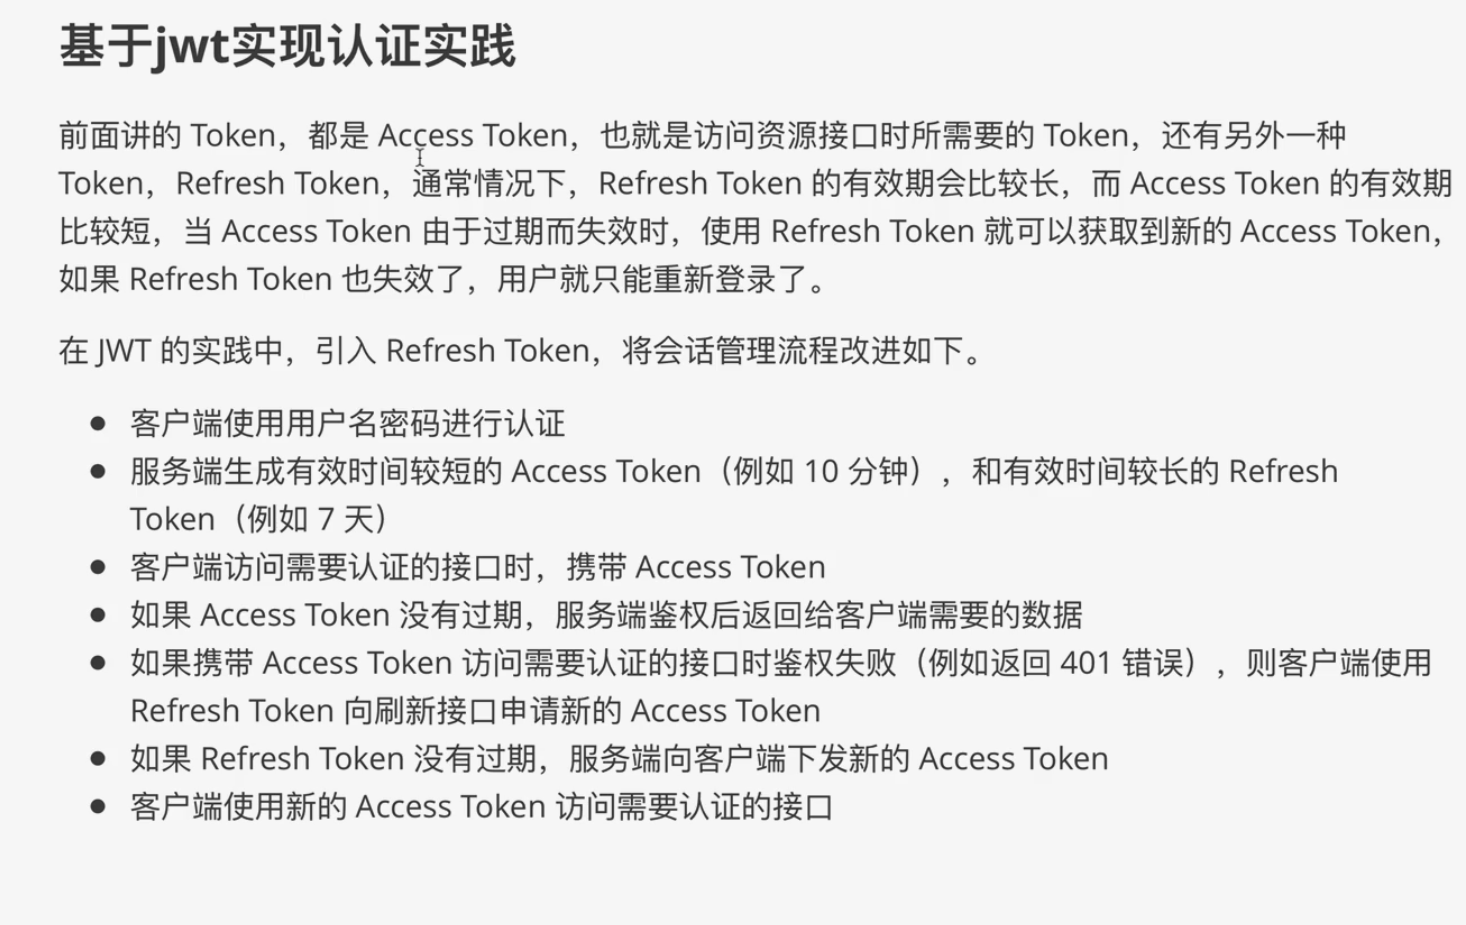 基于jwt实现认证实践
前面讲的 Token，都是 Access Token，也就是访问资源接口时所需要的 Token，还有另外一种
Token，Refresh Token，通常情况下，Refresh Token 的有效期会比较长，而 Access Token 的有效期
比较短，当 Access Token 由于过期而失效时，使用 Refresh Token 就可以获取到新的 Access Token，
如果 Refresh Token 也失效了，用户就只能重新登录了。
在 JWT 的实践中，引入 Refresh Token，将会话管理流程改进如下。
● 客户端使用用户名密码进行认证
● 服务端生成有效时间较短的 Access Token（例如 10 分钟），和有效时间较长的 Refresh
Token（例如 7 天）
● 客户端访问需要认证的接口时，携带 Access Token
● 如果 Access Token 没有过期，服务端鉴权后返回给客户端需要的数据
● 如果携带 Access Token 访问需要认证的接口时鉴权失败（例如返回 401 错误），则客户端使用
Refresh Token 向刷新接口申请新的 Access Token
● 如果 Refresh Token 没有过期，服务端向客户端下发新的 Access Token
● 客户端使用新的 Access Token 访问需要认证的接口